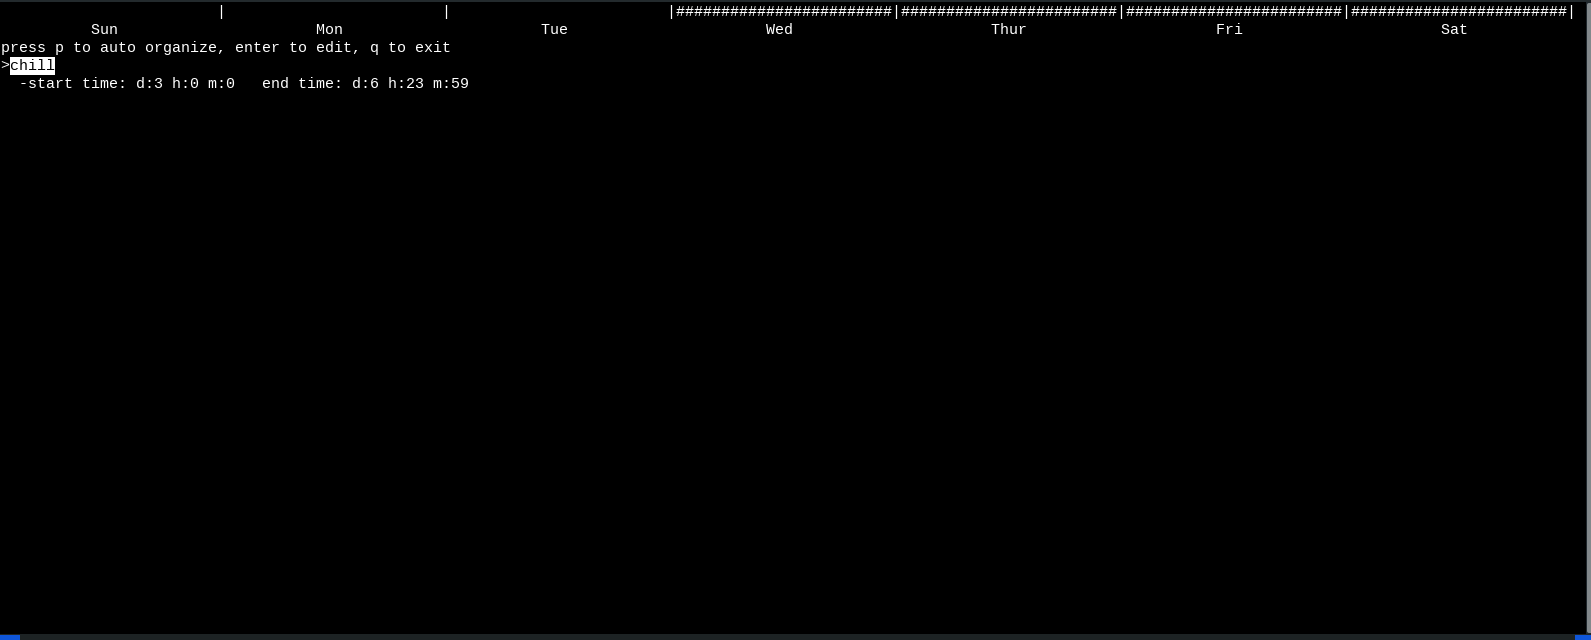 |                        |                        |########################|########################|########################|########################|
          Sun                      Mon                      Tue                      Wed                      Thur                     Fri                      Sat
press p to auto organize, enter to edit, q to exit
>chill
  -start time: d:3 h:0 m:0   end time: d:6 h:23 m:59